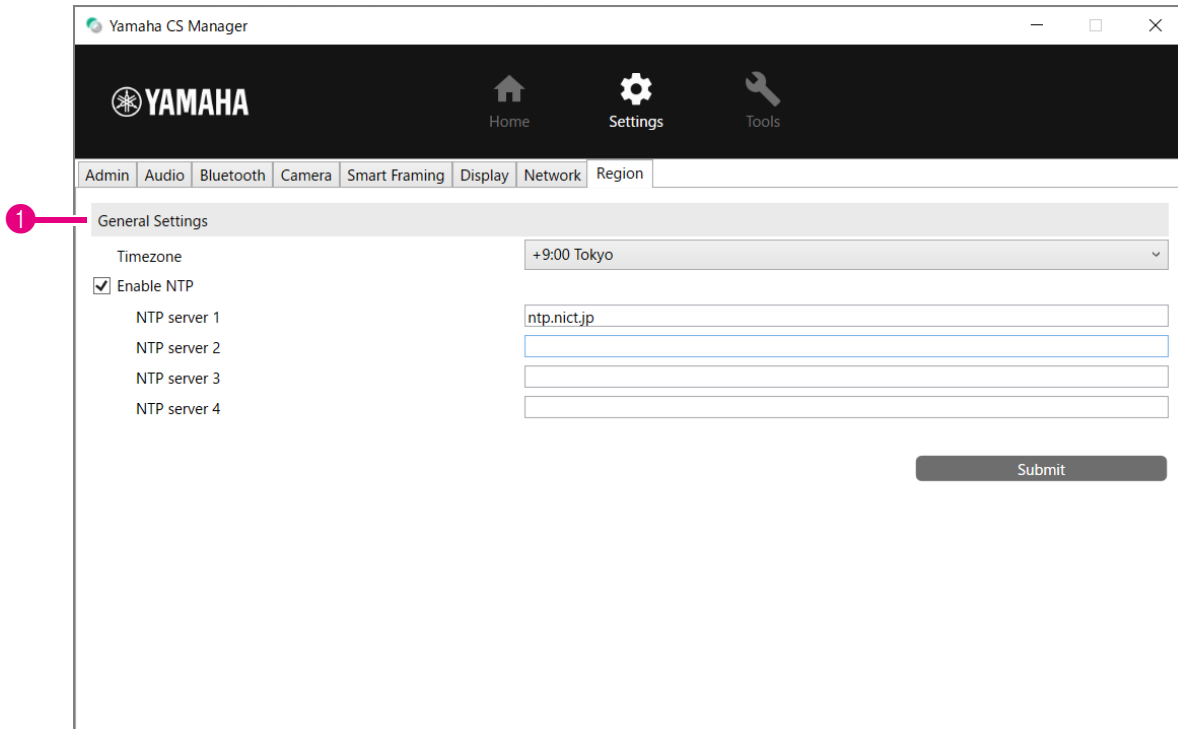 Yamaha CS Manager
YAMAHA
Home Settings Tools
Admin Audio Bluetooth Camera Smart Framing Display Network Region
1
General Settings
Timezone +9:00 Tokyo
Enable NTP
NTP server 1 ntp.nict.jp
NTP server 2
NTP server 3
NTP server 4
Submit